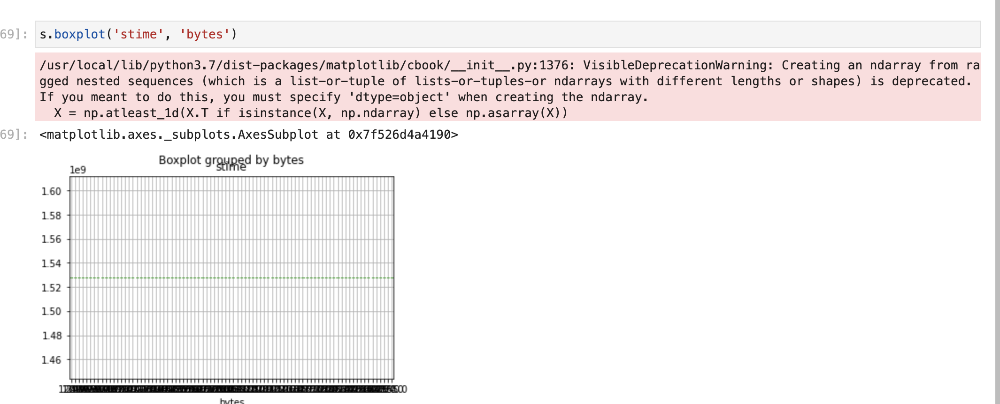 69]: s.boxplot('stime', 'bytes')
/usr/local/lib/python3.7/dist-packages/matplotlib/cbook/__init__.py:1376: VisibleDeprecationWarning: Creating an ndarray from ra
gged nested sequences (which is a list-or-tuple of lists-or-tuples-or ndarrays with different lengths or shapes) is deprecated.
If you meant to do this, you must specify 'dtype=object' when creating the ndarray.
  X = np.atleast_1d(X.T if isinstance(X, np.ndarray) else np.asarray(X))
69]: <matplotlib.axes._subplots.AxesSubplot at 0x7f526d4a4190>
Boxplot grouped by bytes
stime
1e9
1.60
1.58
1.56
1.54
1.52
1.50
1.48
1.46
bytes